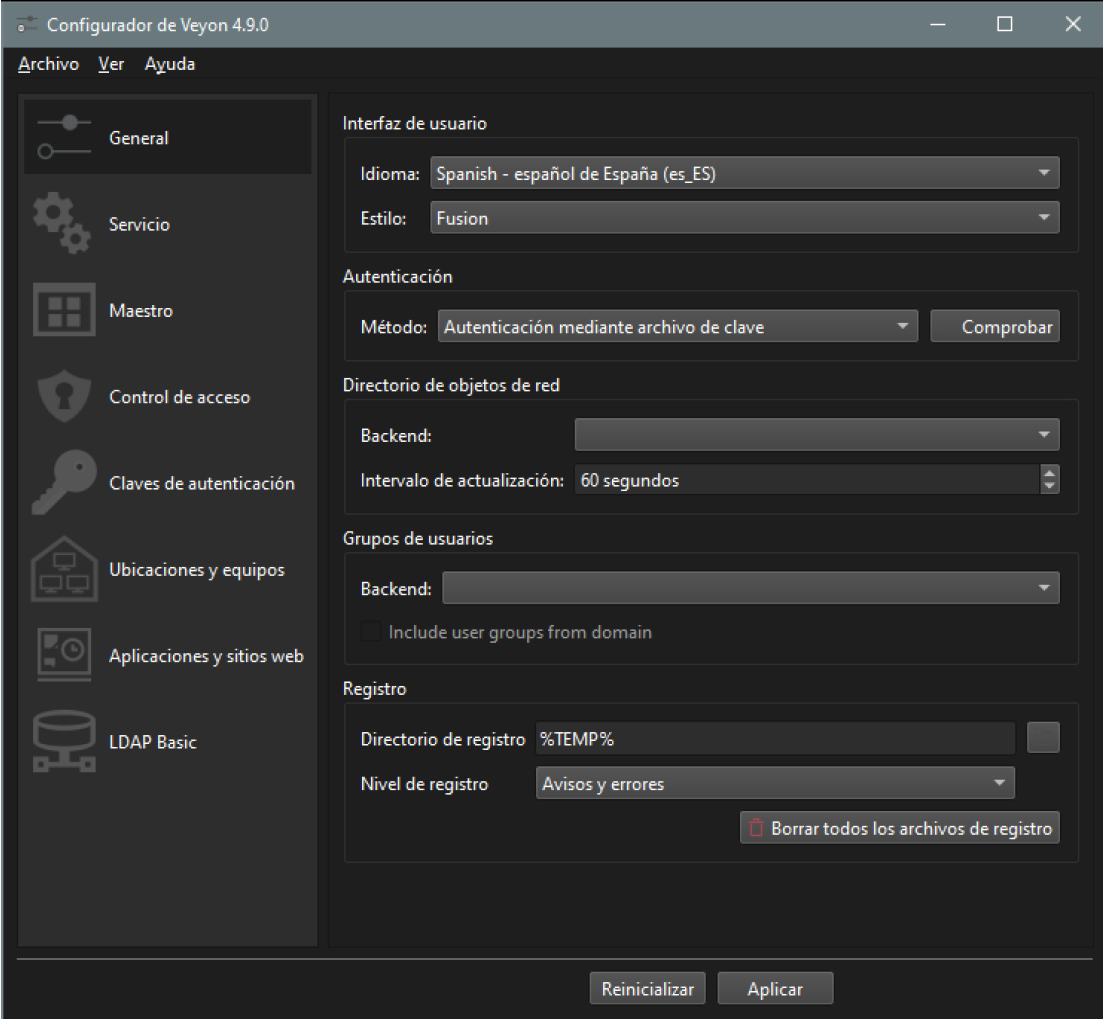 Configurador de Veyon 4.9.0
Archivo Ver Ayuda
General
Servicio
Maestro
Control de acceso
Claves de autenticación
Ubicaciones y equipos
Aplicaciones y sitios web
LDAP Basic
Interfaz de usuario
Idioma: Spanish - español de España (es_ES)
Estilo: Fusion
Autenticación
Método: Autenticación mediante archivo de clave Comprobar
Directorio de objetos de red
Backend:
Intervalo de actualización: 60 segundos
Grupos de usuarios
Backend:
Include user groups from domain
Registro
Directorio de registro %TEMP%
Nivel de registro Avisos y errores
Borrar todos los archivos de registro
Reinicializar Aplicar